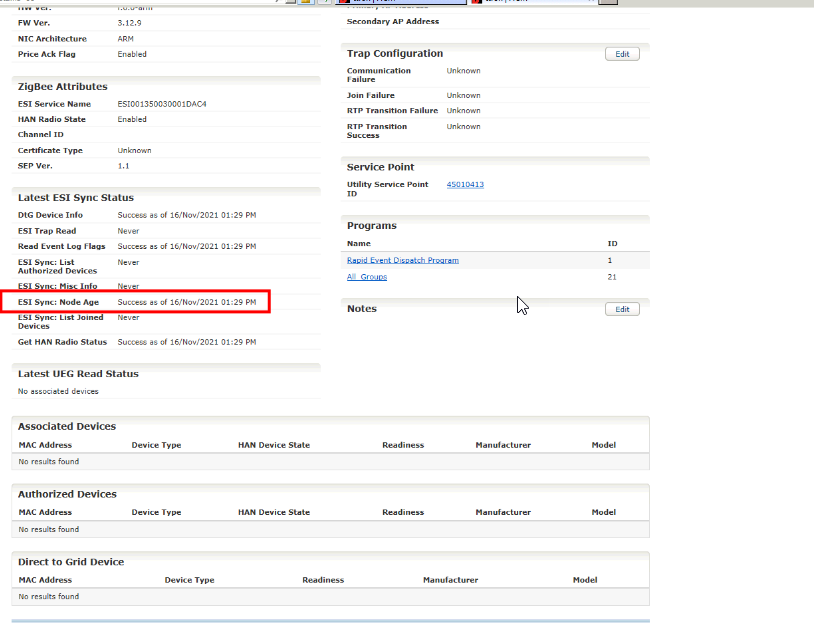 FW Ver. 3.12.9
NIC Architecture ARM
Price Ack Flag Enabled
ZigBee Attributes
ESI Service Name ESI001350030001DAC4
HAN Radio State Enabled
Channel ID
Certificate Type Unknown
SEP Ver. 1.1
Latest ESI Sync Status
DtG Device Info Success as of 16/Nov/2021 01:29 PM
ESI Trap Read Never
Read Event Log Flags Success as of 16/Nov/2021 01:29 PM
ESI Sync: List Never
Authorized Devices
ESI Sync: Misc Info Never
ESI Sync: Node Age Success as of 16/Nov/2021 01:29 PM
ESI Sync: List Joined Never
Devices
Get HAN Radio Status Success as of 16/Nov/2021 01:29 PM
Latest UEG Read Status
No associated devices
Secondary AP Address
Trap Configuration Edit
Communication Unknown
Failure
Join Failure Unknown
RTP Transition Failure Unknown
RTP Transition Unknown
Success
Service Point
Utility Service Point 45010413
ID
Programs
Name ID
Rapid Event Dispatch Program 1
All_Groups 21
Notes Edit
Associated Devices
MAC Address Device Type HAN Device State Readiness Manufacturer Model
No results found
Authorized Devices
MAC Address Device Type HAN Device State Readiness Manufacturer Model
No results found
Direct to Grid Device
MAC Address Device Type Readiness Manufacturer Model
No results found